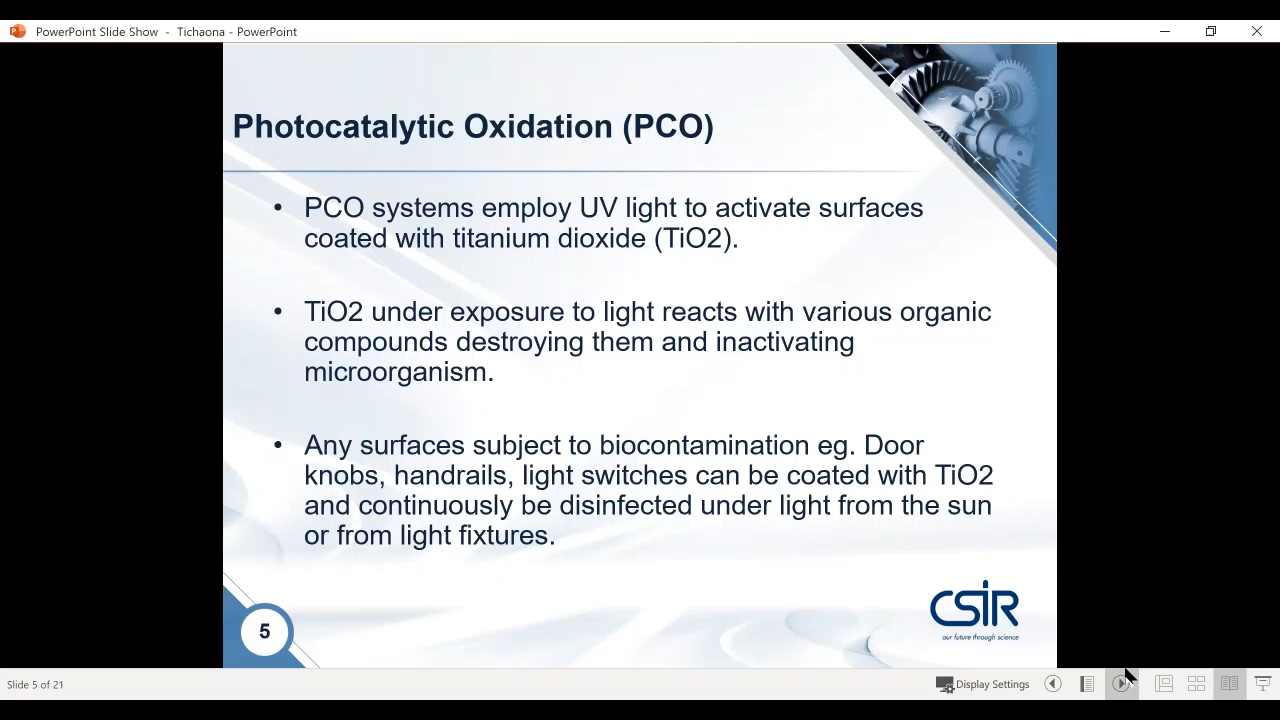 PowerPoint Slide Show - Tichaona - PowerPoint
Photocatalytic Oxidation (PCO)
• PCO systems employ UV light to activate surfaces
coated with titanium dioxide (TiO2).
• TiO2 under exposure to light reacts with various organic
compounds destroying them and inactivating
microorganism.
• Any surfaces subject to biocontamination eg. Door
knobs, handrails, light switches can be coated with TiO2
and continuously be disinfected under light from the sun
or from light fixtures.
CSIR
our future through science
5
Slide 5 of 21
Display Settings